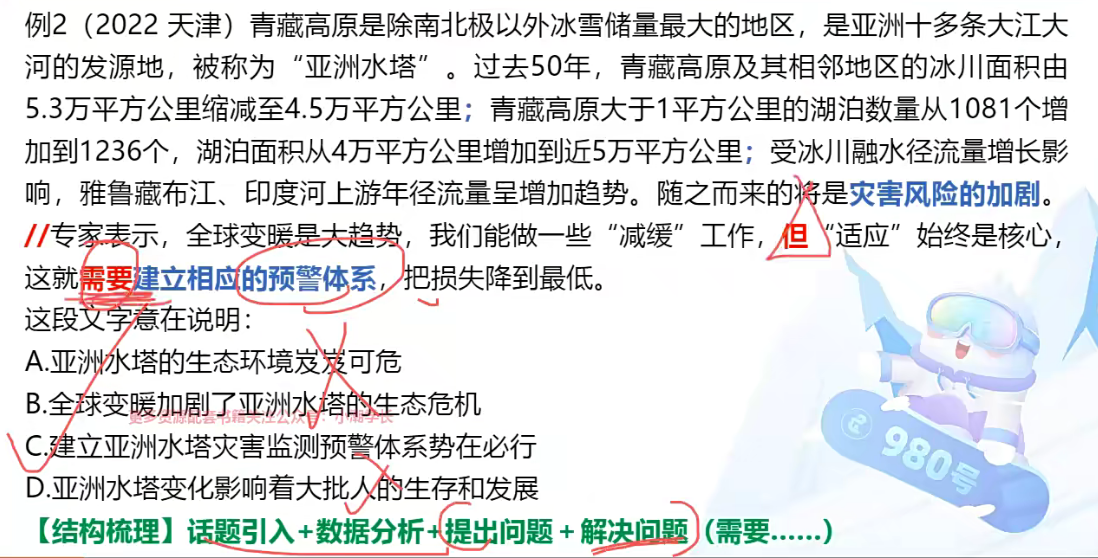 例2（2022 天津）青藏高原是除南北极以外冰雪储量最大的地区，是亚洲十多条大江大
河的发源地，被称为“亚洲水塔”。过去50年，青藏高原及其相邻地区的冰川面积由
5.3万平方公里缩减至4.5万平方公里；青藏高原大于1平方公里的湖泊数量从1081个增
加到1236个，湖泊面积从4万平方公里增加到近5万平方公里；受冰川融水径流量增长影
响，雅鲁藏布江、印度河上游年径流量呈增加趋势。随之而来的将是灾害风险的加剧。
//专家表示，全球变暖是大趋势，我们能做一些“减缓”工作，但“适应”始终是核心，
这就需要建立相应的预警体系，把损失降到最低。
这段文字意在说明：
A.亚洲水塔的生态环境岌岌可危
B.全球变暖加剧了亚洲水塔的生态危机
更多资源配套书籍关注公众号：小湘学长
C.建立亚洲水塔灾害监测预警体系势在必行
D.亚洲水塔变化影响着大批人的生存和发展
980号
【结构梳理】话题引入+数据分析+提出问题+解决问题（需要……）